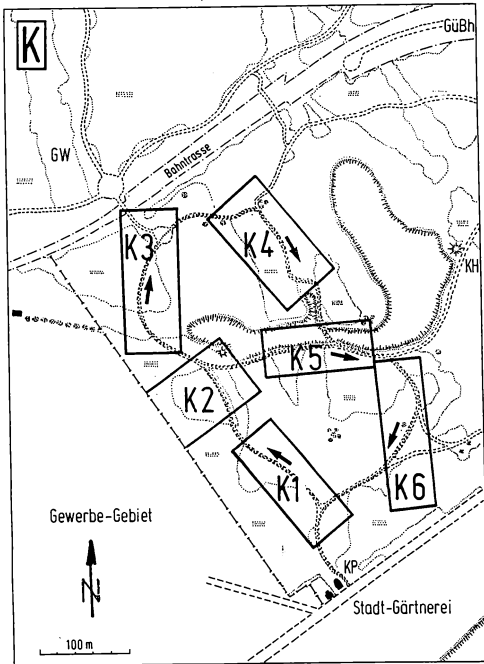 K
GüBh
GW
Bahntrasse
K3
K4
KH
K5
K2
K1
K6
Gewerbe-Gebiet
N
KP
Stadt-Gärtnerei
100 m